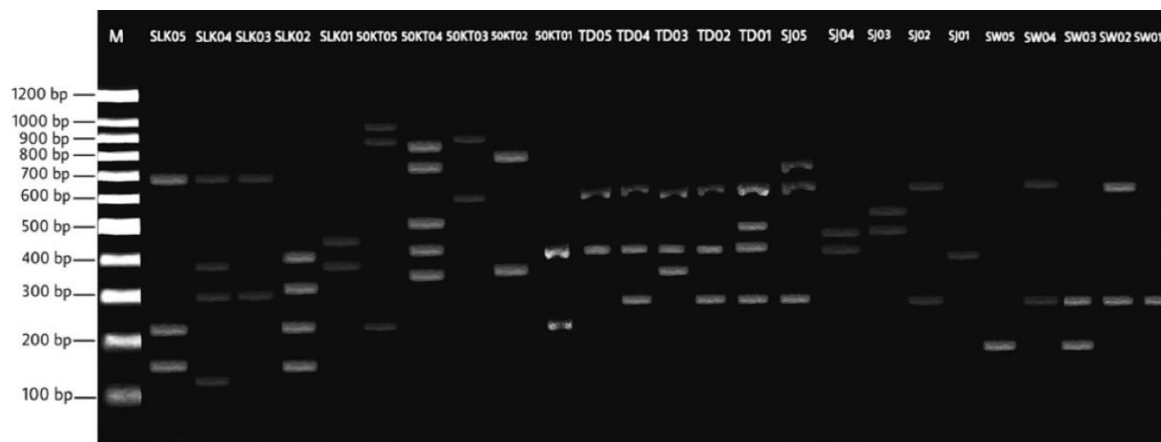 M SLK05 SLK04 SLK03 SLK02 SLK01 SOKT05 SOKT04 SOKT03 SOKT02 SOKT01 TD05 TD04 TD03 TD02 TD01 SJ05 SJ04 SJ03 SJ02 SJ01 SW05 SW04 SW03 SW02 SW01
1200 bp
1000 bp
900 bp
800 bp
700 bp
600 bp
500 bp
400 bp
300 bp
200 bp
100 bp